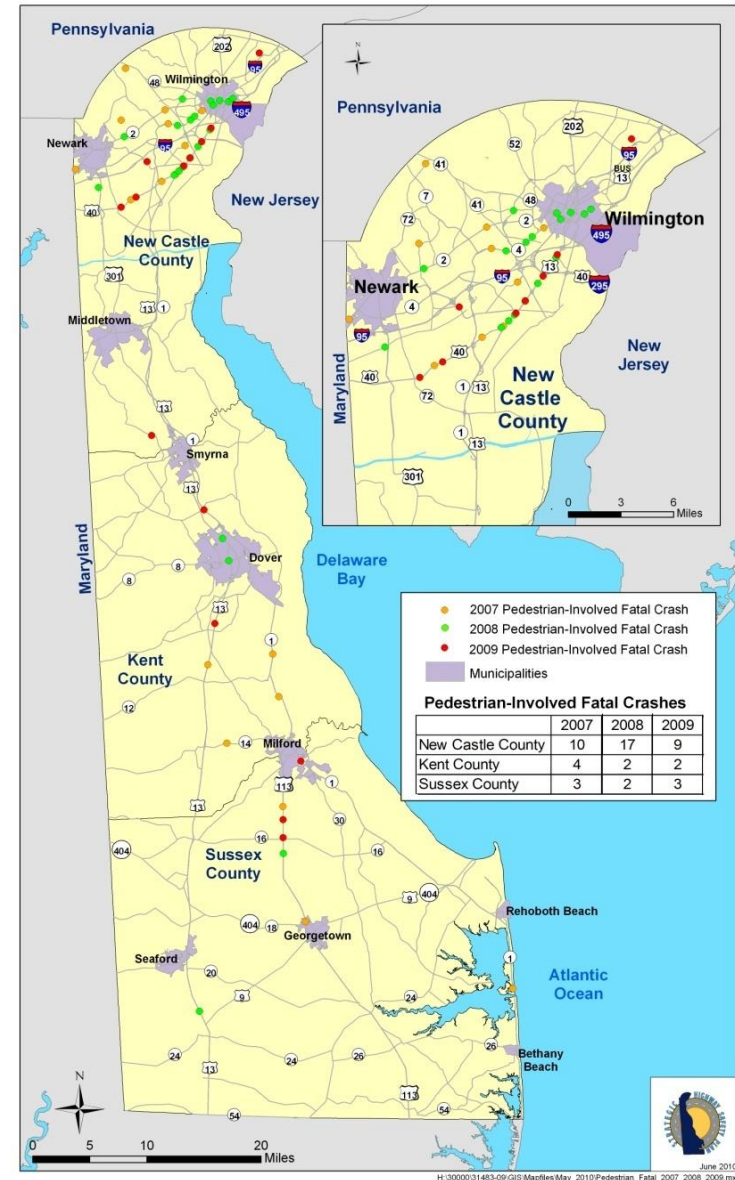 Pennsylvania
202
95
48
Wilmington
495
2
Newark
95
40
New Jersey
New Castle
County
301
13
1
Middletown
13
1
Smyrna
13
Maryland
Dover
8
8
13
Delaware
Bay
1
Kent
County
12
14
Milford
113
1
13
30
404
16
16
Sussex
County
9
404
Rehoboth Beach
404
18
Georgetown
Seaford
1
20
9
24
Atlantic
Ocean
24
24
26
26
Bethany
Beach
13
113
54
54
N
0 5 10 20
Miles
Pennsylvania
202
52
95
BUS
13
41
7
41
48
2
72
Wilmington
4
495
2
13
40
95
295
Newark
4
95
New Jersey
40
40
New
Castle
County
72
1
13
1
13
301
Maryland
0 3 6
Miles
2007 Pedestrian-Involved Fatal Crash
2008 Pedestrian-Involved Fatal Crash
2009 Pedestrian-Involved Fatal Crash
Municipalities
Pedestrian-Involved Fatal Crashes
2007 2008 2009
New Castle County 10 17 9
Kent County 4 2 2
Sussex County 3 2 3
June 2010